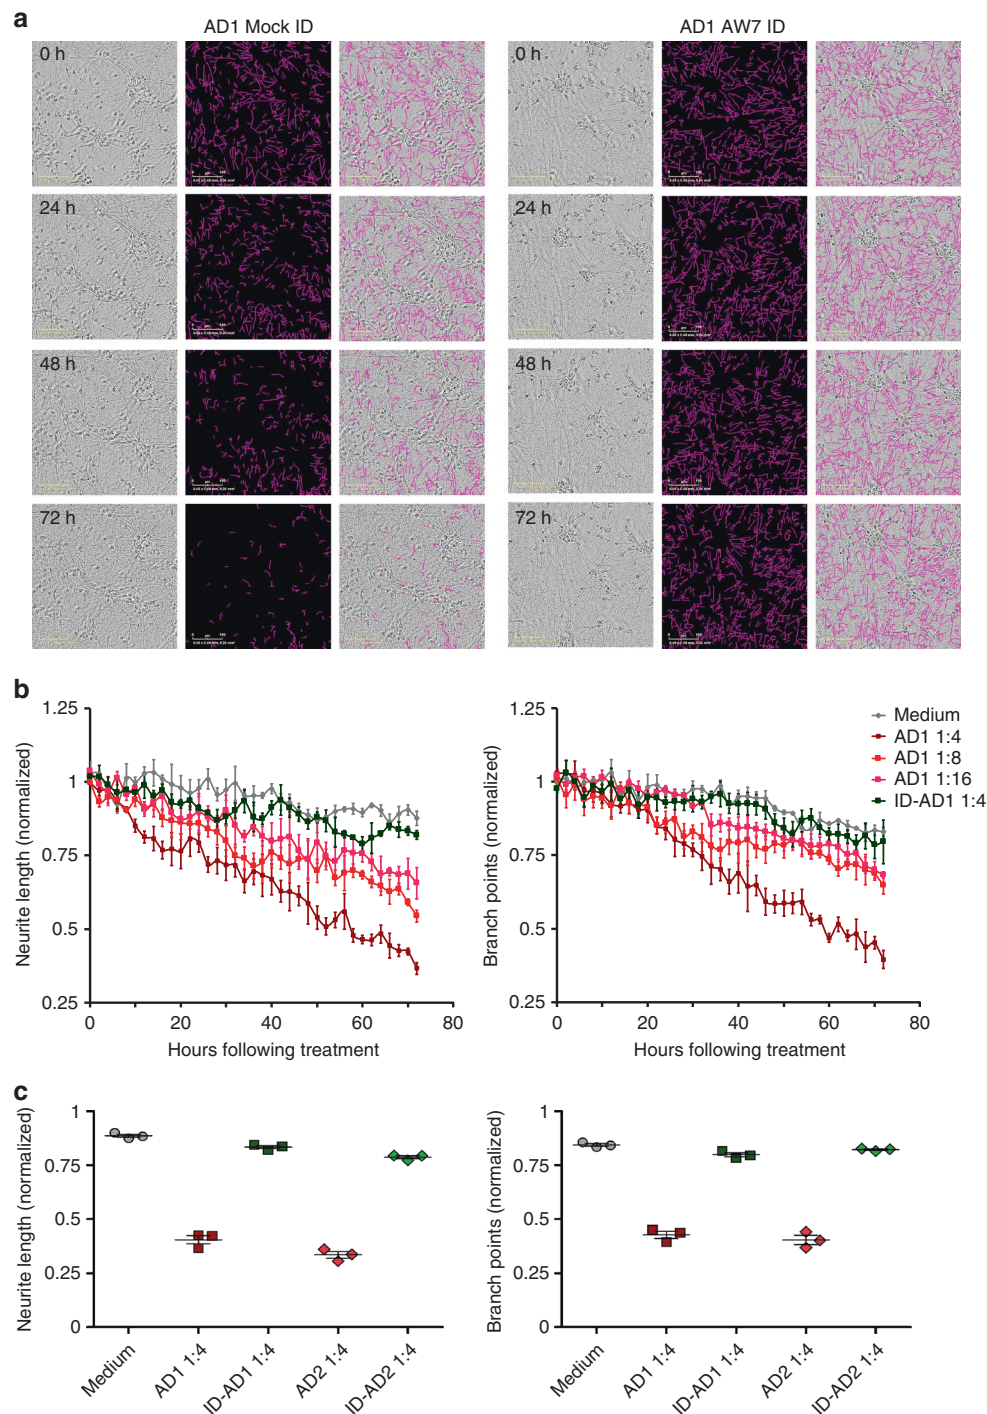 a
AD1 Mock ID
AD1 AW7 ID
0 h
0 h
24 h
24 h
48 h
48 h
72 h
72 h
b
1.25
1
0.75
0.5
0.25
Neurite length (normalized)
0
20
40
60
80
Hours following treatment
1.25
1
0.75
0.5
0.25
Branch points (normalized)
0
20
40
60
80
Hours following treatment
Medium
AD1 1:4
AD1 1:8
AD1 1:16
ID-AD1 1:4
c
1
0.75
0.5
0.25
0
Neurite length (normalized)
Medium
AD1 1:4
ID-AD1 1:4
AD2 1:4
ID-AD2 1:4
1
0.75
0.5
0.25
0
Branch points (normalized)
Medium
AD1 1:4
ID-AD1 1:4
AD2 1:4
ID-AD2 1:4